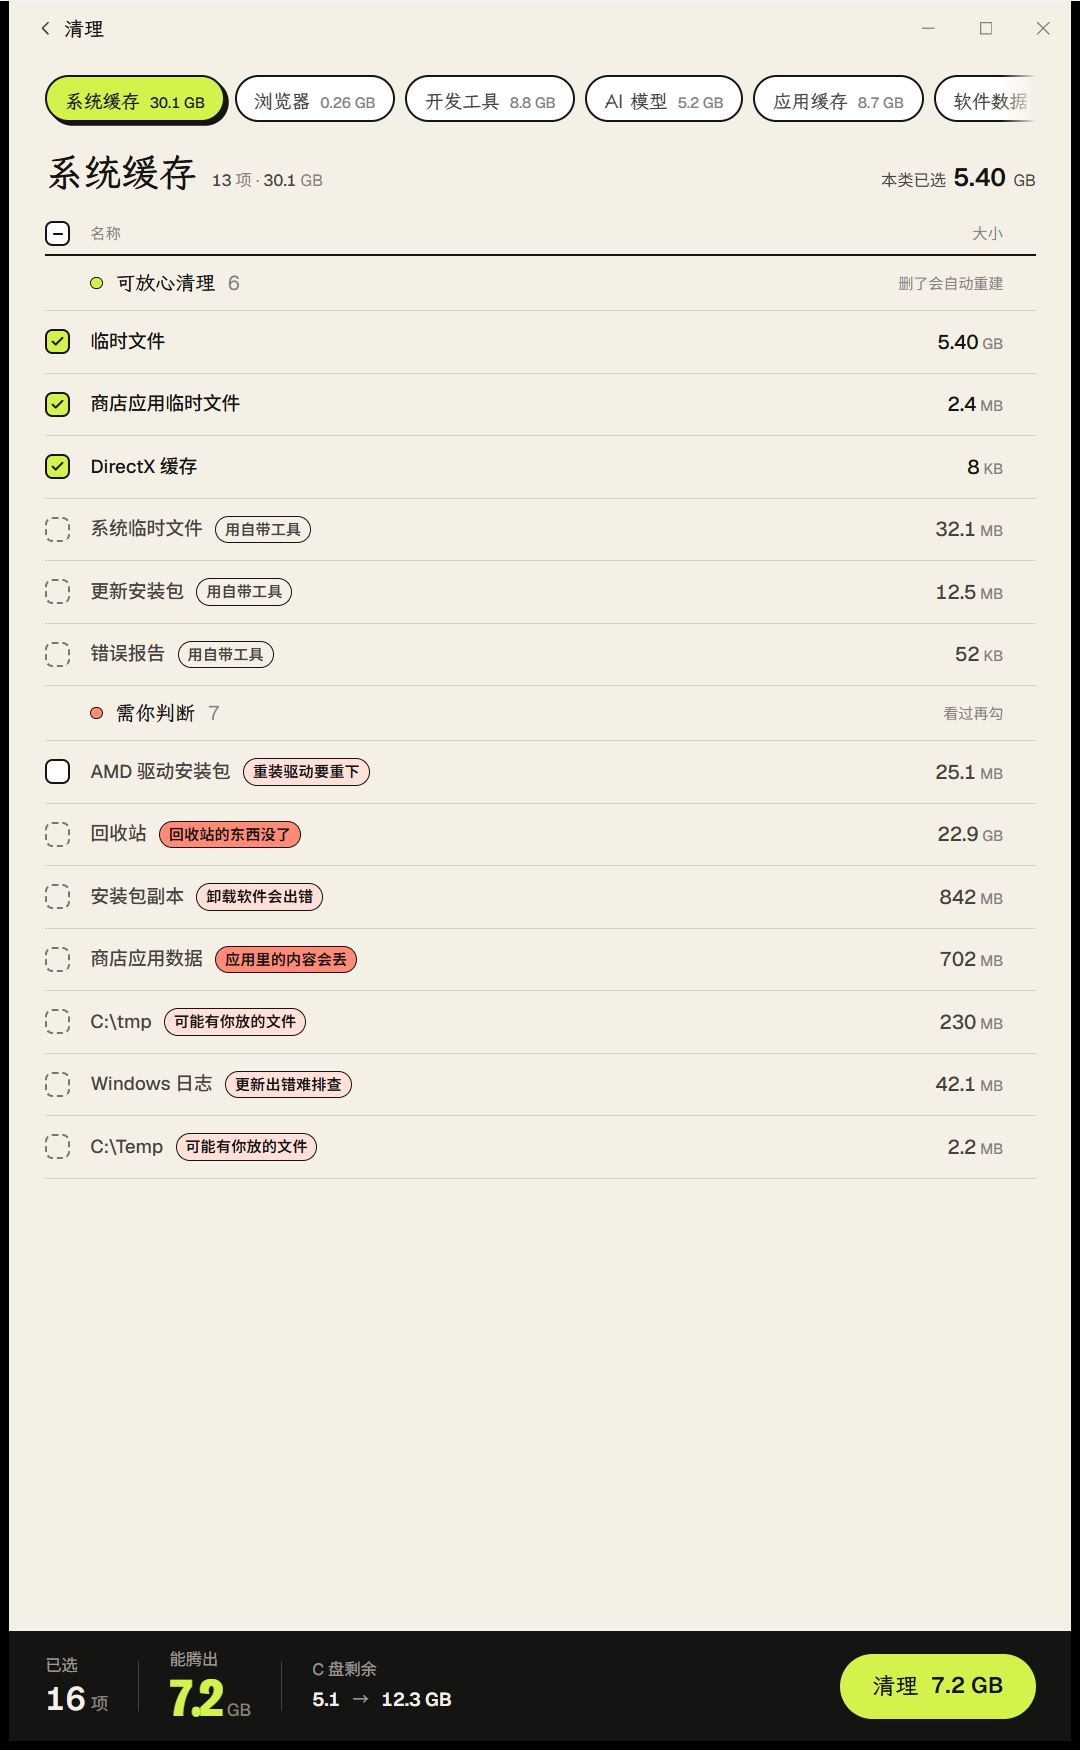 清理
系统缓存 30.1 GB 浏览器 0.26 GB 开发工具 8.8 GB AI 模型 5.2 GB 应用缓存 8.7 GB 软件数据
系统缓存 13 项 · 30.1 GB 本类已选 5.40 GB
名称 大小
可放心清理 6 删了会自动重建
临时文件 5.40 GB
商店应用临时文件 2.4 MB
DirectX 缓存 8 KB
系统临时文件 用自带工具 32.1 MB
更新安装包 用自带工具 12.5 MB
错误报告 用自带工具 52 KB
需你判断 7 看过再勾
AMD 驱动安装包 重装驱动要重下 25.1 MB
回收站 回收站的东西没了 22.9 GB
安装包副本 卸载软件会出错 842 MB
商店应用数据 应用里的内容会丢 702 MB
C:\tmp 可能有你放的文件 230 MB
Windows 日志 更新出错难排查 42.1 MB
C:\Temp 可能有你放的文件 2.2 MB
已选 能腾出 C 盘剩余
16 项 7.2 GB 5.1 → 12.3 GB 清理 7.2 GB